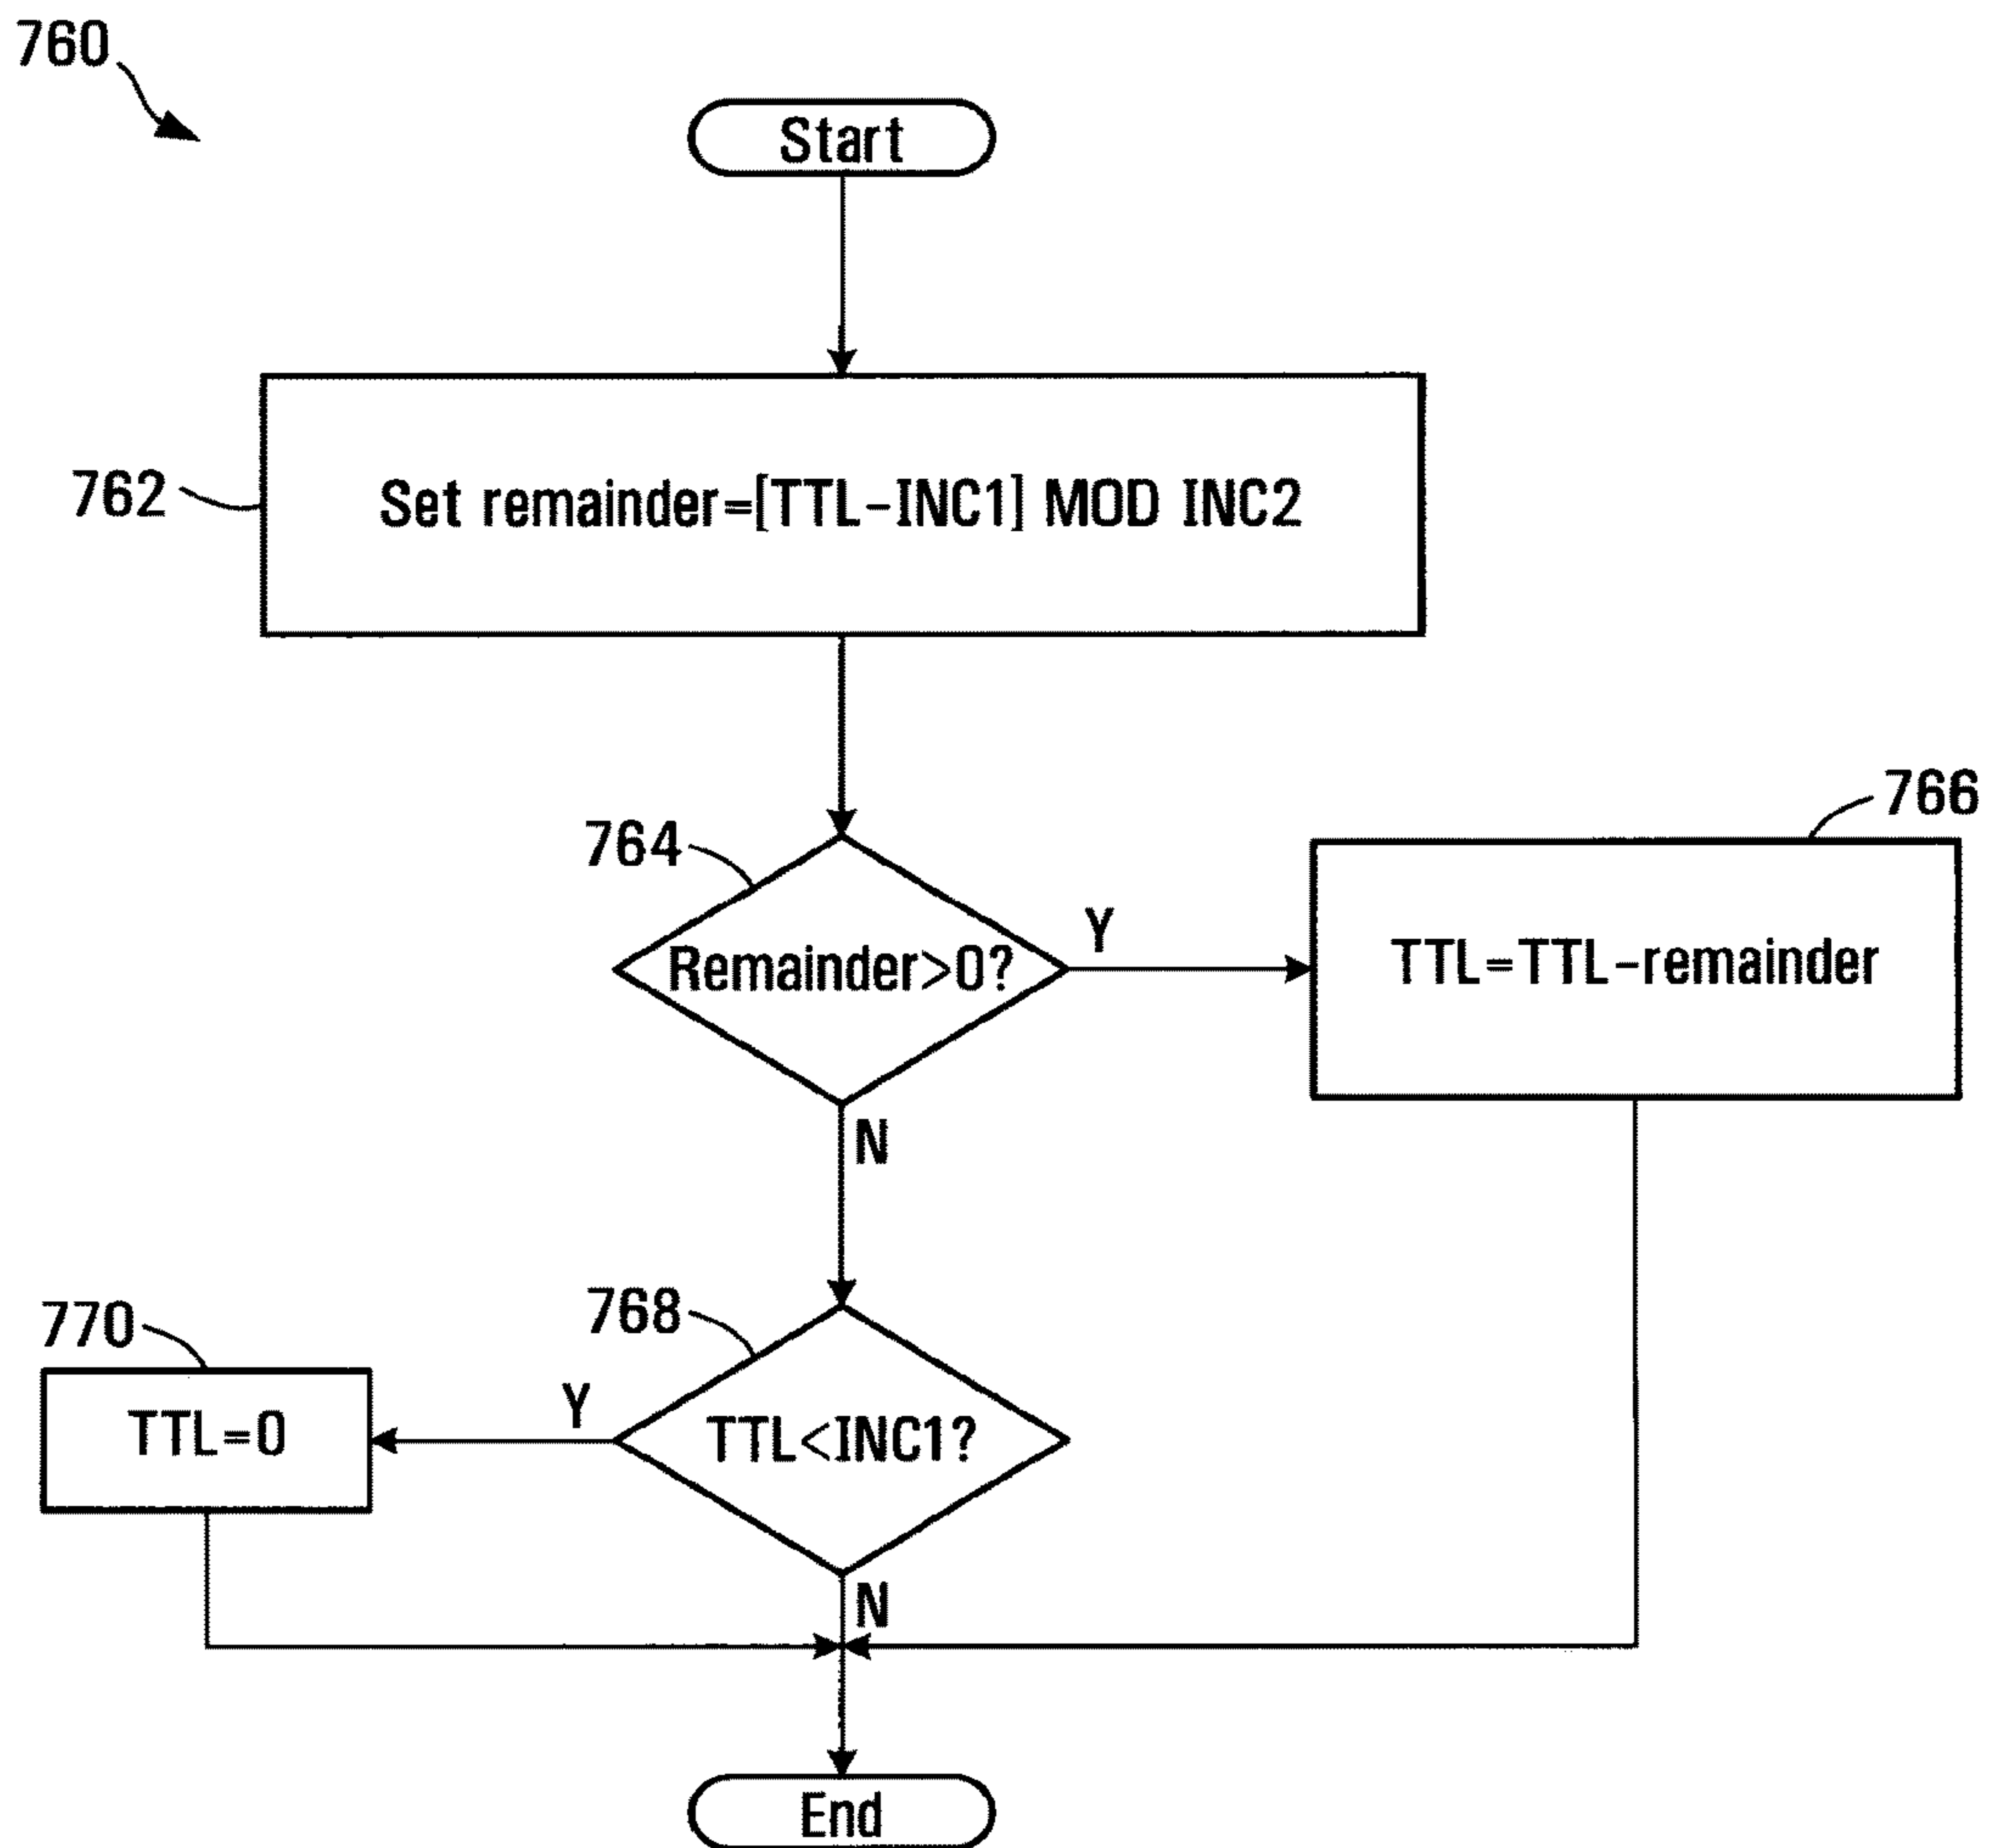 760
Start
762
Set remainder=[TTL-INC1] MOD INC2
764
766
Remainder>0?
Y
TTL=TTL-remainder
N
768
770
Y
TTL=0
TTL<INC1?
N
End